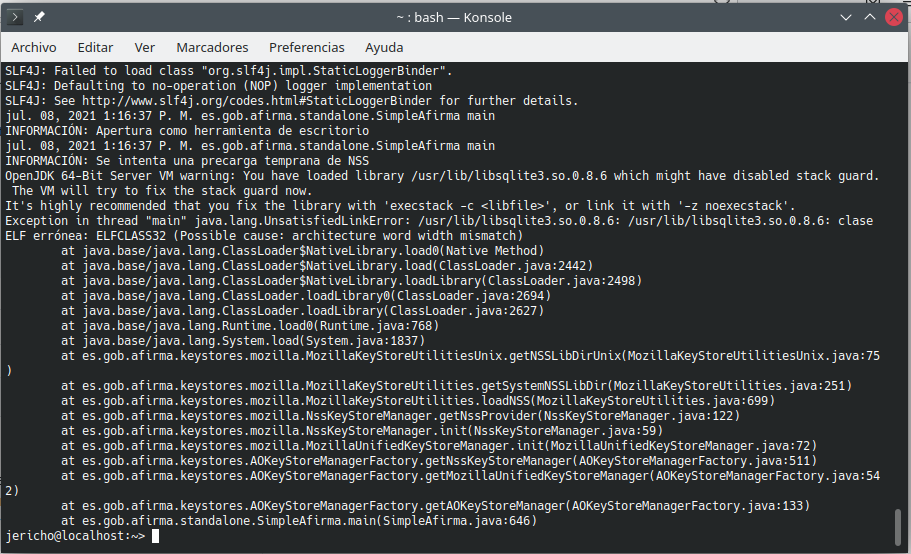 ~ : bash — Konsole
Archivo Editar Ver Marcadores Preferencias Ayuda
SLF4J: Failed to load class "org.slf4j.impl.StaticLoggerBinder".
SLF4J: Defaulting to no-operation (NOP) logger implementation
SLF4J: See http://www.slf4j.org/codes.html#StaticLoggerBinder for further details.
jul. 08, 2021 1:16:37 P. M. es.gob.afirma.standalone.SimpleAfirma main
INFORMACIÓN: Apertura como herramienta de escritorio
jul. 08, 2021 1:16:37 P. M. es.gob.afirma.standalone.SimpleAfirma main
INFORMACIÓN: Se intenta una precarga temprana de NSS
OpenJDK 64-Bit Server VM warning: You have loaded library /usr/lib/libsqlite3.so.0.8.6 which might have disabled stack guard.
 The VM will try to fix the stack guard now.
It's highly recommended that you fix the library with 'execstack -c <libfile>', or link it with '-z noexecstack'.
Exception in thread "main" java.lang.UnsatisfiedLinkError: /usr/lib/libsqlite3.so.0.8.6: /usr/lib/libsqlite3.so.0.8.6: clase
ELF errónea: ELFCLASS32 (Possible cause: architecture word width mismatch)
        at java.base/java.lang.ClassLoader$NativeLibrary.load0(Native Method)
        at java.base/java.lang.ClassLoader$NativeLibrary.load(ClassLoader.java:2442)
        at java.base/java.lang.ClassLoader$NativeLibrary.loadLibrary(ClassLoader.java:2498)
        at java.base/java.lang.ClassLoader.loadLibrary0(ClassLoader.java:2694)
        at java.base/java.lang.ClassLoader.loadLibrary(ClassLoader.java:2627)
        at java.base/java.lang.Runtime.load0(Runtime.java:768)
        at java.base/java.lang.System.load(System.java:1837)
        at es.gob.afirma.keystores.mozilla.MozillaKeyStoreUtilitiesUnix.getNSSLibDirUnix(MozillaKeyStoreUtilitiesUnix.java:75
)
        at es.gob.afirma.keystores.mozilla.MozillaKeyStoreUtilities.getSystemNSSLibDir(MozillaKeyStoreUtilities.java:251)
        at es.gob.afirma.keystores.mozilla.MozillaKeyStoreUtilities.loadNSS(MozillaKeyStoreUtilities.java:699)
        at es.gob.afirma.keystores.mozilla.NssKeyStoreManager.getNssProvider(NssKeyStoreManager.java:122)
        at es.gob.afirma.keystores.mozilla.NssKeyStoreManager.init(NssKeyStoreManager.java:59)
        at es.gob.afirma.keystores.mozilla.MozillaUnifiedKeyStoreManager.init(MozillaUnifiedKeyStoreManager.java:72)
        at es.gob.afirma.keystores.AOKeyStoreManagerFactory.getNssKeyStoreManager(AOKeyStoreManagerFactory.java:511)
        at es.gob.afirma.keystores.AOKeyStoreManagerFactory.getMozillaUnifiedKeyStoreManager(AOKeyStoreManagerFactory.java:54
2)
        at es.gob.afirma.keystores.AOKeyStoreManagerFactory.getAOKeyStoreManager(AOKeyStoreManagerFactory.java:133)
        at es.gob.afirma.standalone.SimpleAfirma.main(SimpleAfirma.java:646)
jericho@localhost:~>